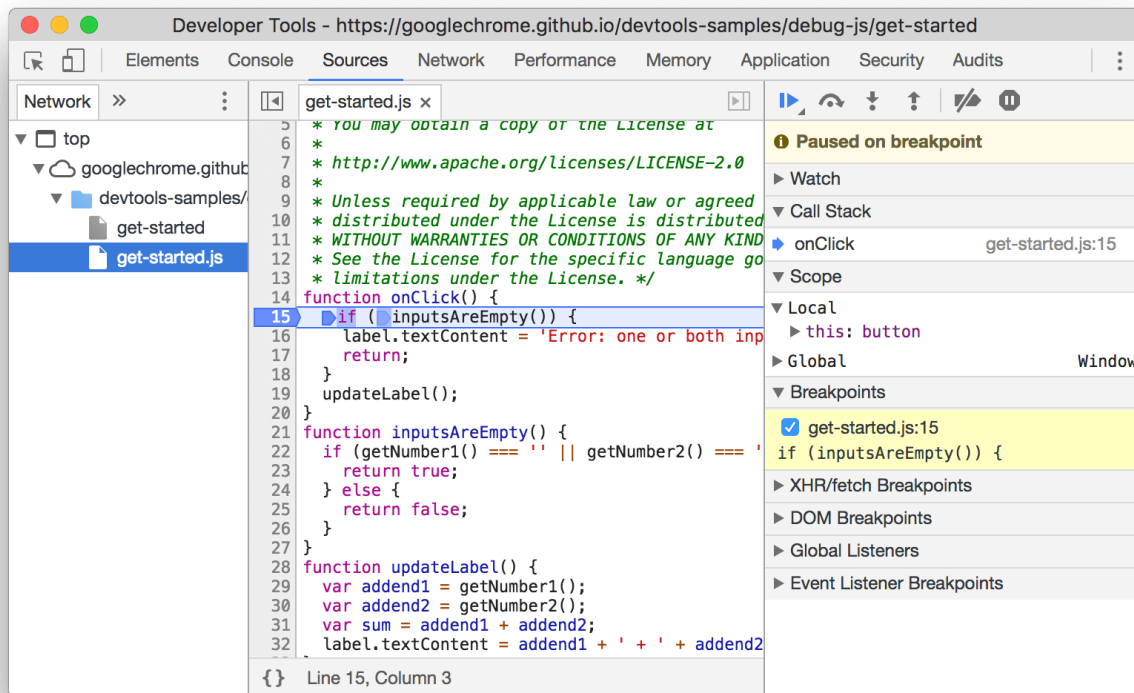 Developer Tools - https://googlechrome.github.io/devtools-samples/debug-js/get-started
Elements Console Sources Network Performance Memory Application Security Audits
Network »
top
googlechrome.github
devtools-samples/
get-started
get-started.js
get-started.js ×
5 * You may obtain a copy of the License at
6 *
7 * http://www.apache.org/licenses/LICENSE-2.0
8 *
9 * Unless required by applicable law or agreed
10 * distributed under the License is distributed
11 * WITHOUT WARRANTIES OR CONDITIONS OF ANY KIND
12 * See the License for the specific language go
13 * limitations under the License. */
14 function onClick() {
15 if (inputsAreEmpty()) {
16 label.textContent = 'Error: one or both inp
17 return;
18 }
19 updateLabel();
20 }
21 function inputsAreEmpty() {
22 if (getNumber1() === '' || getNumber2() === '
23 return true;
24 } else {
25 return false;
26 }
27 }
28 function updateLabel() {
29 var addend1 = getNumber1();
30 var addend2 = getNumber2();
31 var sum = addend1 + addend2;
32 label.textContent = addend1 + ' + ' + addend2
{} Line 15, Column 3
Paused on breakpoint
Watch
Call Stack
onClick get-started.js:15
Scope
Local
this: button
Global Window
Breakpoints
get-started.js:15
if (inputsAreEmpty()) {
XHR/fetch Breakpoints
DOM Breakpoints
Global Listeners
Event Listener Breakpoints